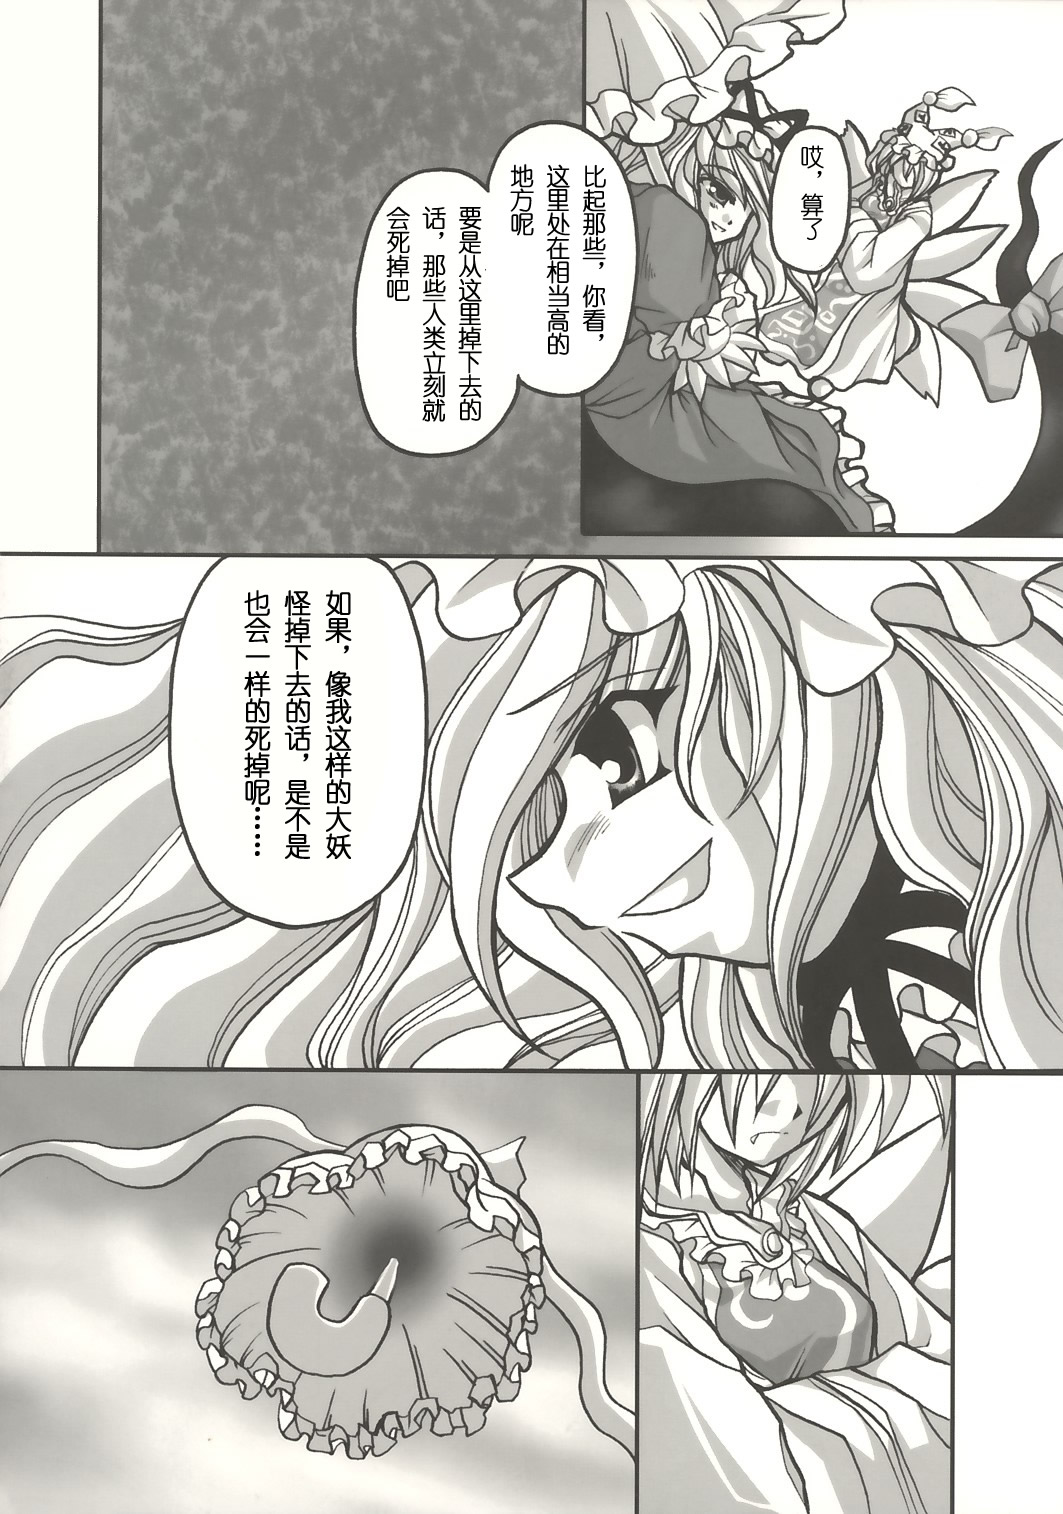 哎，算了
比起那些，你看，
这里处在相当高的
地方呢
要是从这里掉下去的
话，那些人类立刻就
会死掉吧
如果，像我这样的大妖
怪掉下去的话，是不是
也会一样的死掉呢……